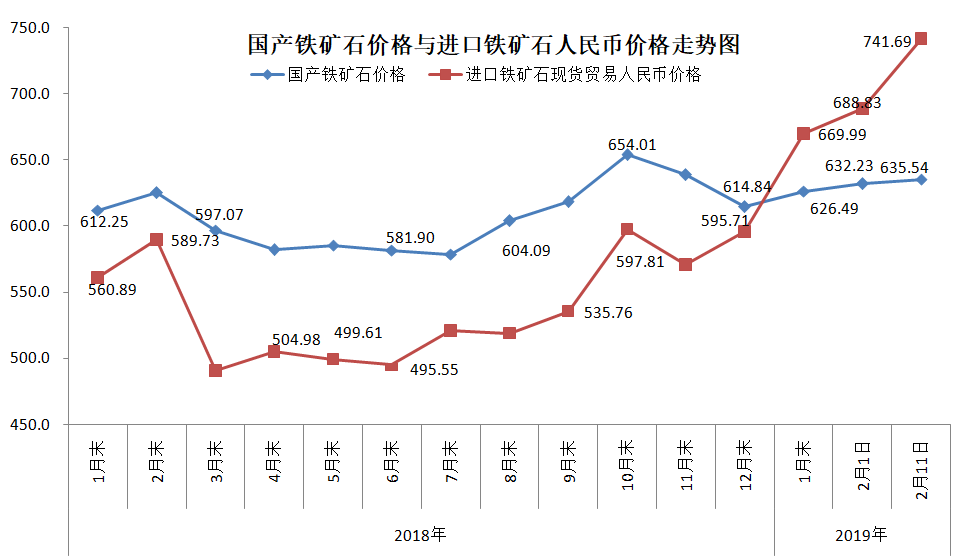 国产铁矿石价格与进口铁矿石人民币价格走势图
国产铁矿石价格 进口铁矿石现货贸易人民币价格
750.0
700.0
650.0
600.0
550.0
500.0
450.0
612.25
597.07
581.90
604.09
654.01
614.84
626.49
632.23
635.54
560.89
589.73
504.98
499.61
495.55
535.76
597.81
595.71
669.99
688.83
741.69
1月末
2月末
3月末
4月末
5月末
6月末
7月末
8月末
9月末
10月末
11月末
12月末
1月末
2月1日
2月11日
2018年 2019年